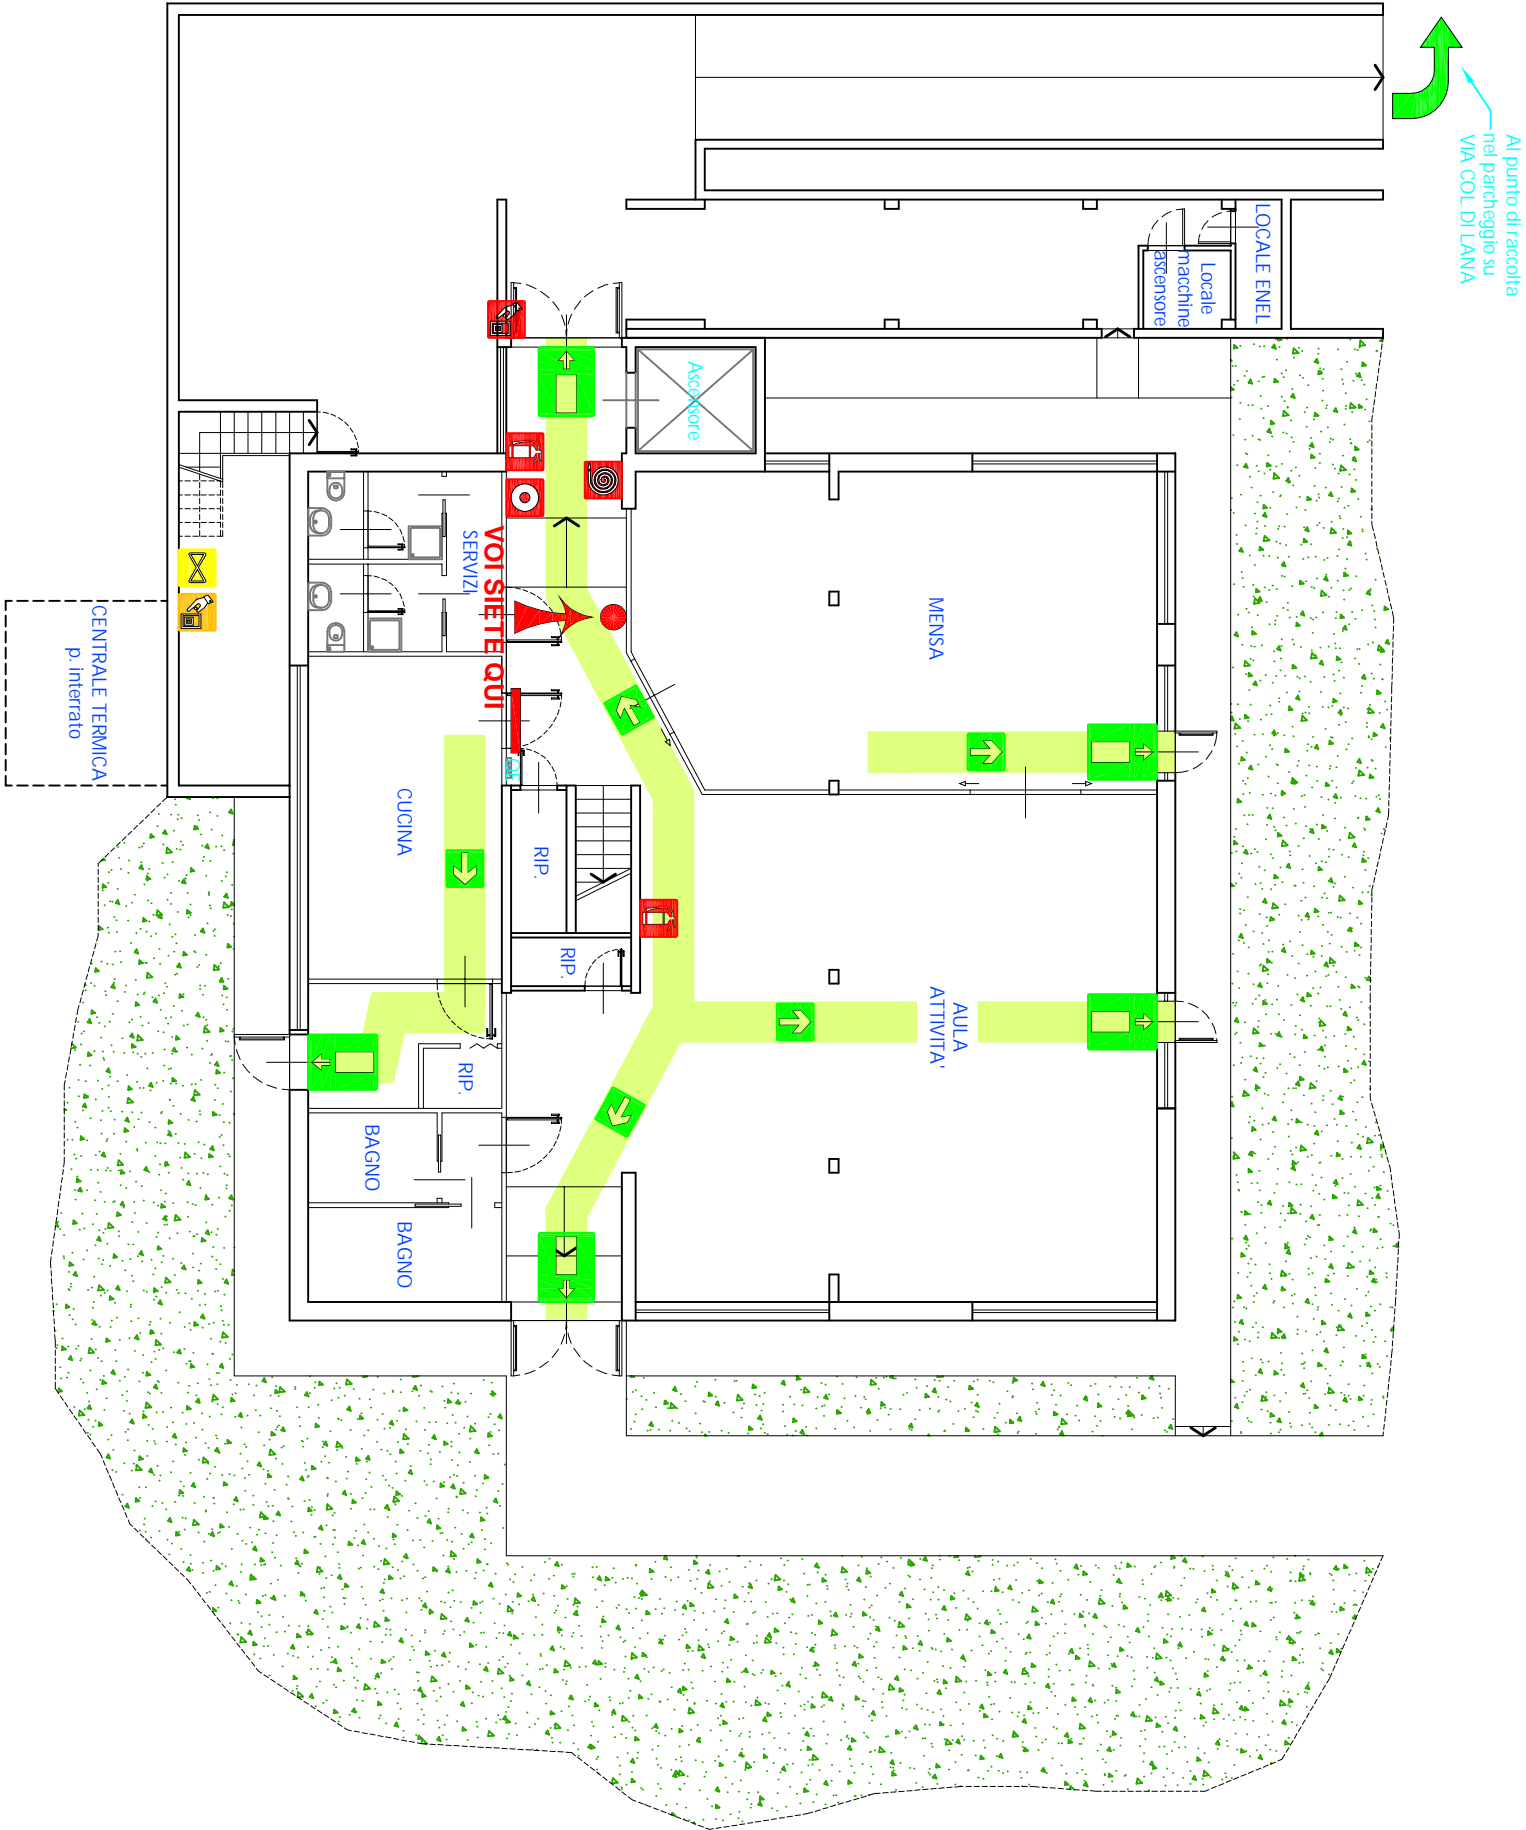 Al punto di raccolta
nel parcheggio su
VIA COL DI LANA
LOCALE ENEL
Locale
macchine
ascensore
Ascensore
MENSA
SERVIZI
VOI SIETE QUI
CENTRALE TERMICA
p. interrato
CUCINA
RIP.
RIP.
AULA
ATTIVITA'
RIP.
BAGNO
BAGNO